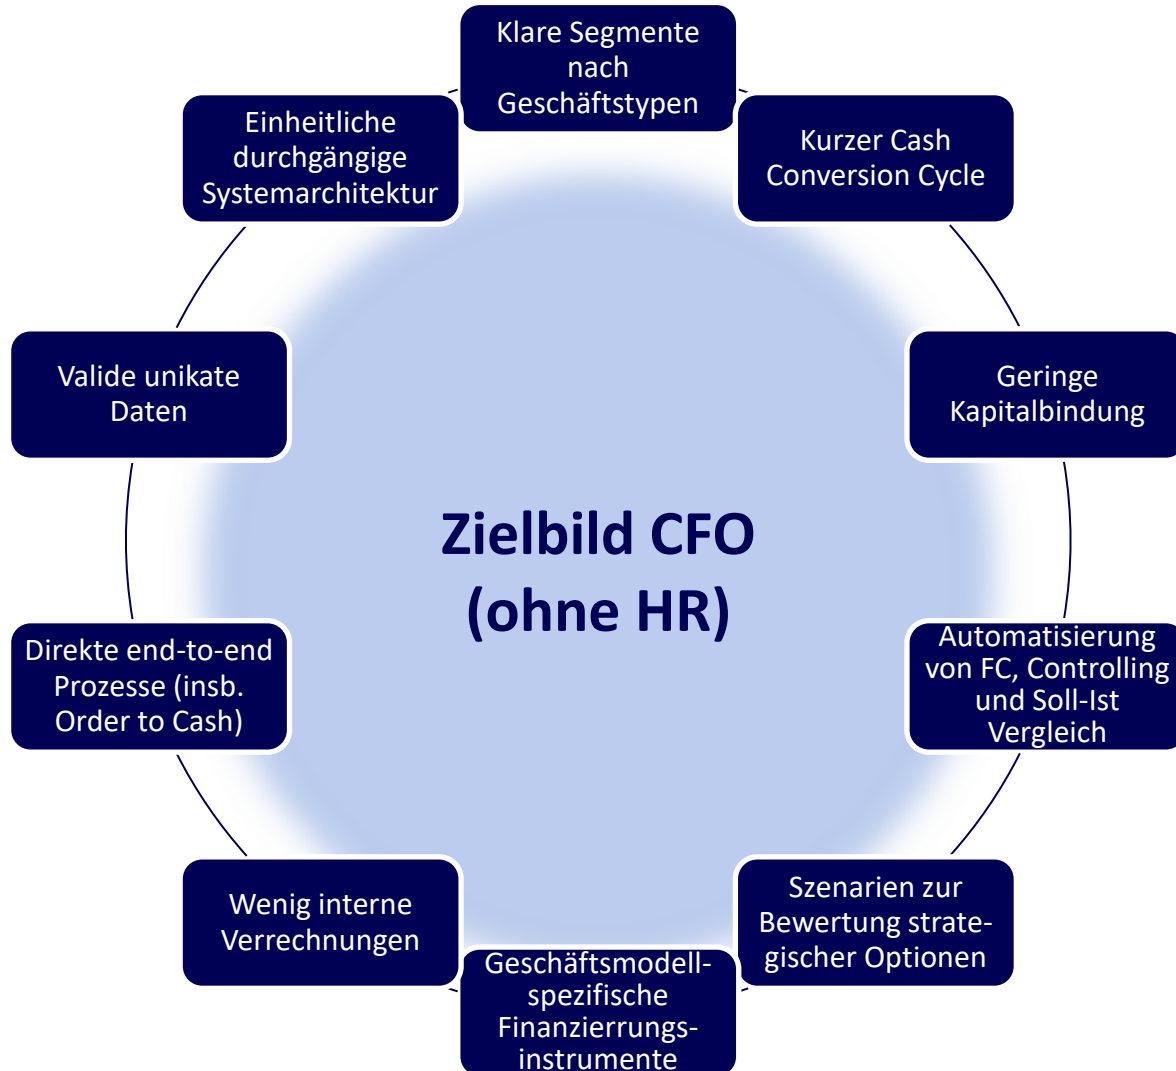 Klare Segmente
nach
Geschäftstypen
Kurzer Cash
Conversion Cycle
Geringe
Kapitalbindung
Automatisierung
von FC, Controlling
und Soll-Ist
Vergleich
Szenarien zur
Bewertung strate-
gischer Optionen
Geschäftsmodell-
spezifische
Finanzierrungs-
instrumente
Wenig interne
Verrechnungen
Direkte end-to-end
Prozesse (insb.
Order to Cash)
Valide unikate
Daten
Einheitliche
durchgängige
Systemarchitektur
Zielbild CFO
(ohne HR)